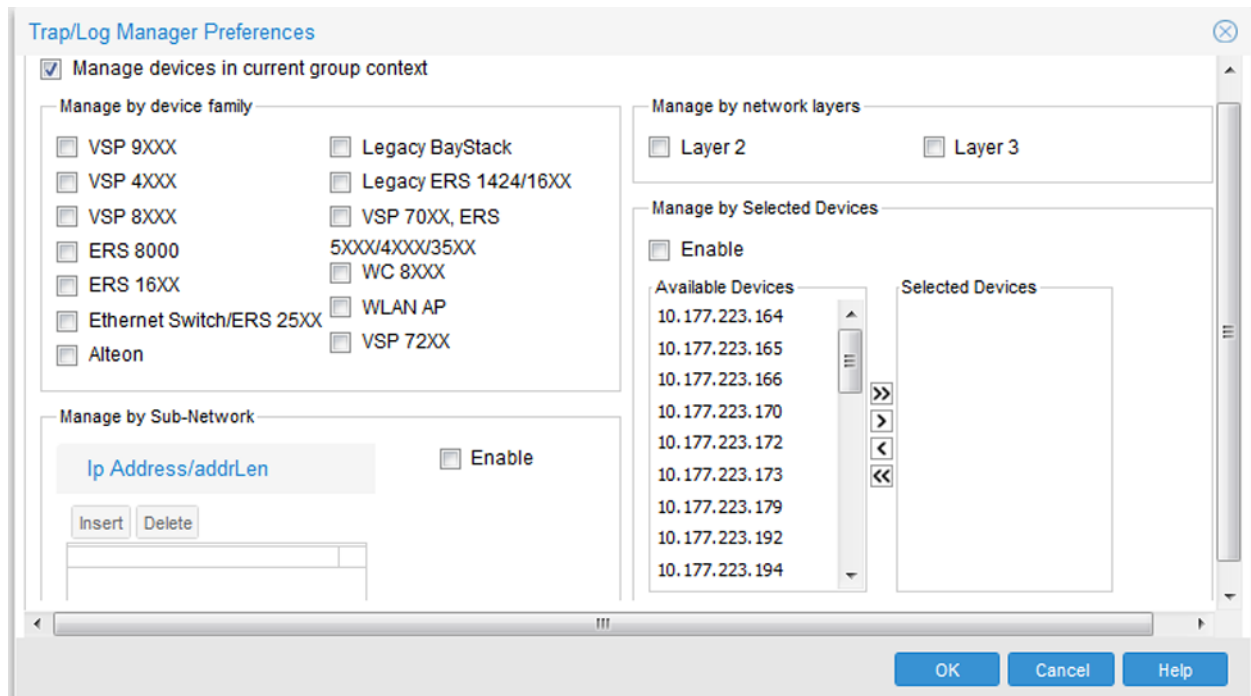 Trap/Log Manager Preferences
Manage devices in current group context
Manage by device family
VSP 9XXX
VSP 4XXX
VSP 8XXX
ERS 8000
ERS 16XX
Ethernet Switch/ERS 25XX
Alteon
Legacy BayStack
Legacy ERS 1424/16XX
VSP 70XX, ERS
5XXX/4XXX/35XX
WC 8XXX
WLAN AP
VSP 72XX
Manage by Sub-Network
Ip Address/addrLen
Enable
Insert
Delete
Manage by network layers
Layer 2
Layer 3
Manage by Selected Devices
Enable
Available Devices
10.177.223.164
10.177.223.165
10.177.223.166
10.177.223.170
10.177.223.172
10.177.223.173
10.177.223.179
10.177.223.192
10.177.223.194
Selected Devices
OK
Cancel
Help